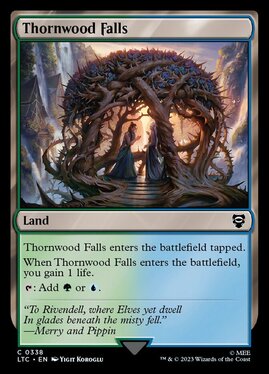 Thornwood Falls
Land
Thornwood Falls enters the battlefield tapped.
When Thornwood Falls enters the battlefield,
you gain 1 life.
: Add or .
"To Rivendell, where Elves yet dwell
In glades beneath the misty fell."
—Merry and Pippin
C 0338
LTC • EN YIGIT KOROGLU
© MEE
™ & © 2023 Wizards of the Coast